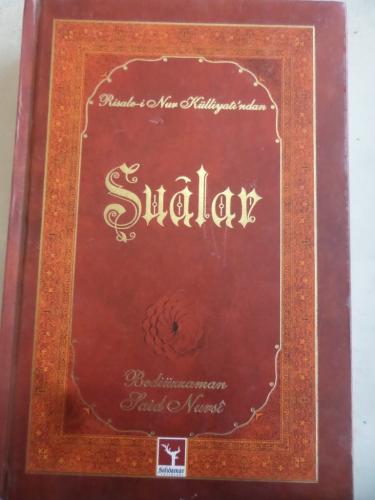 Risale-i Nur Külliyatı'ndan
Şuâlar
Bediüzzaman
Said Nursî